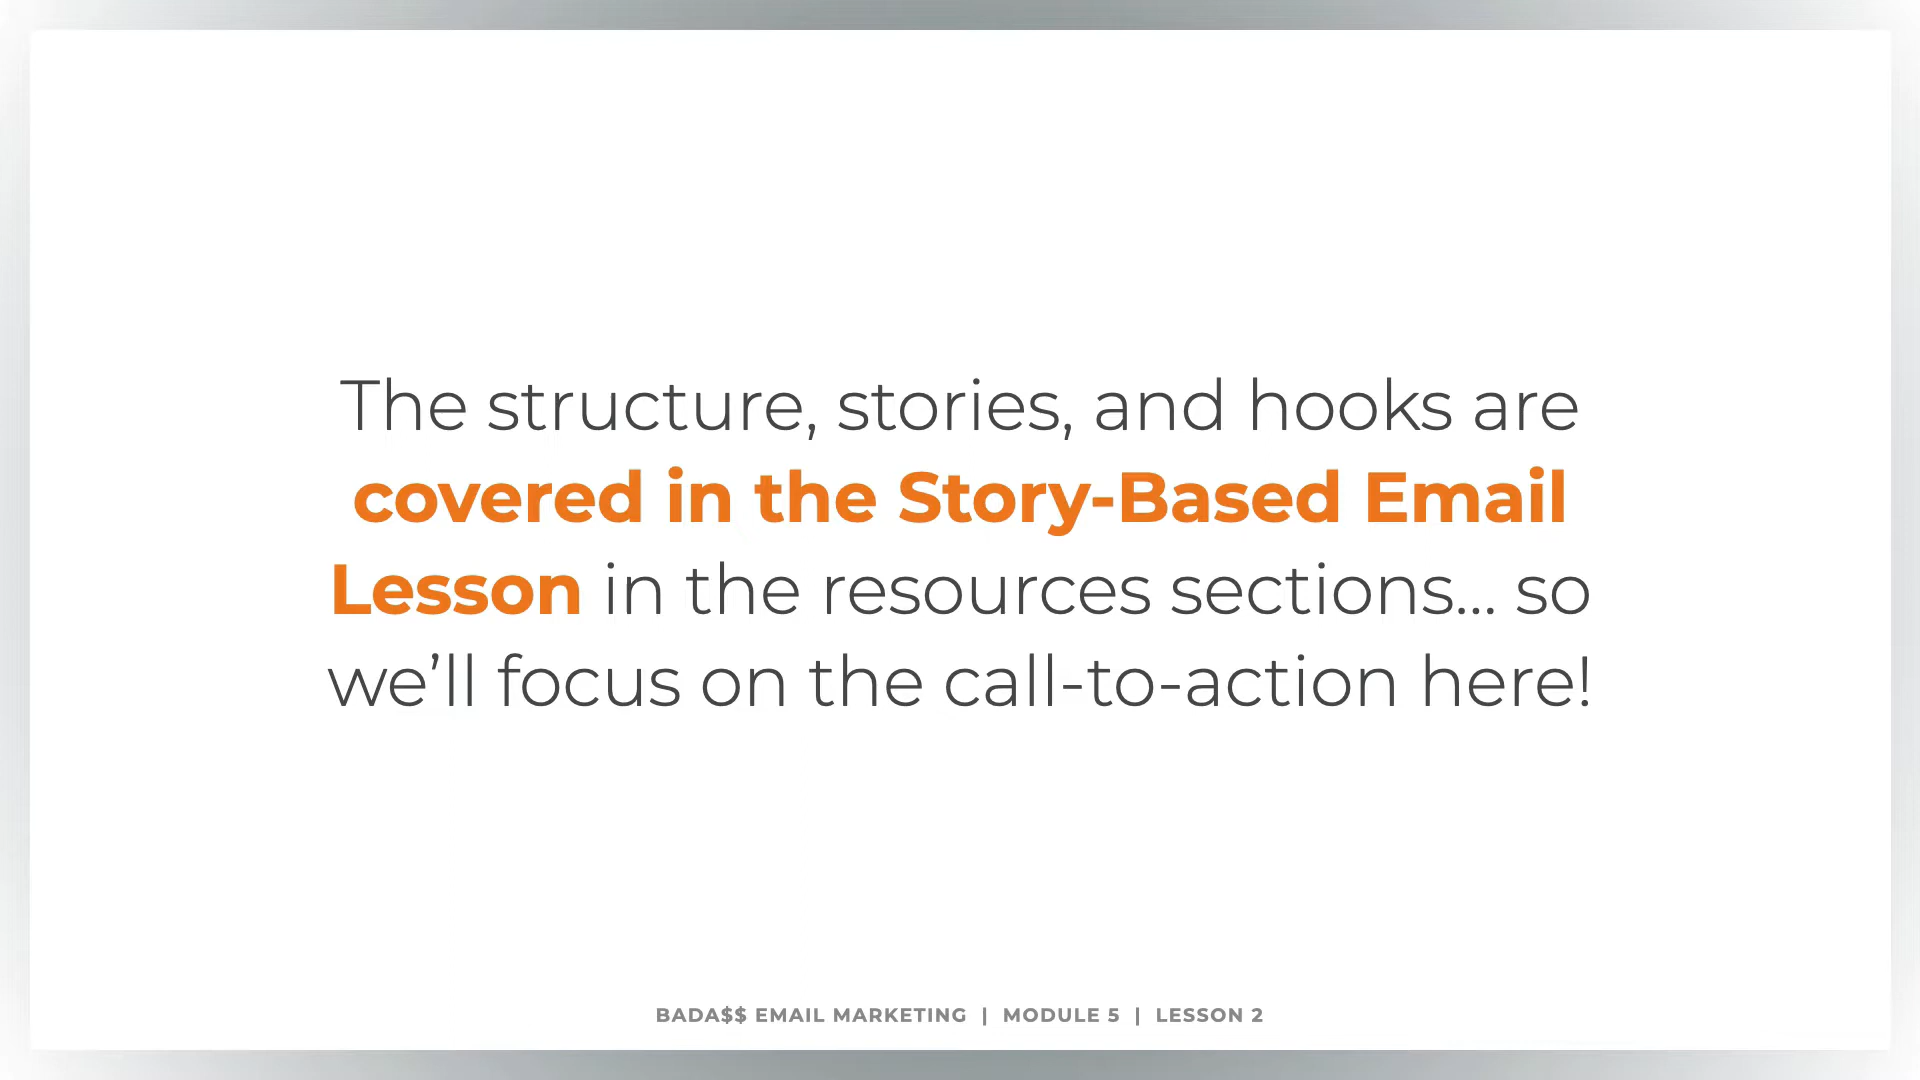 The structure, stories, and hooks are
covered in the Story-Based Email
Lesson in the resources sections... so
we’ll focus on the call-to-action here!
BADA$$ EMAIL MARKETING | MODULE 5 | LESSON 2